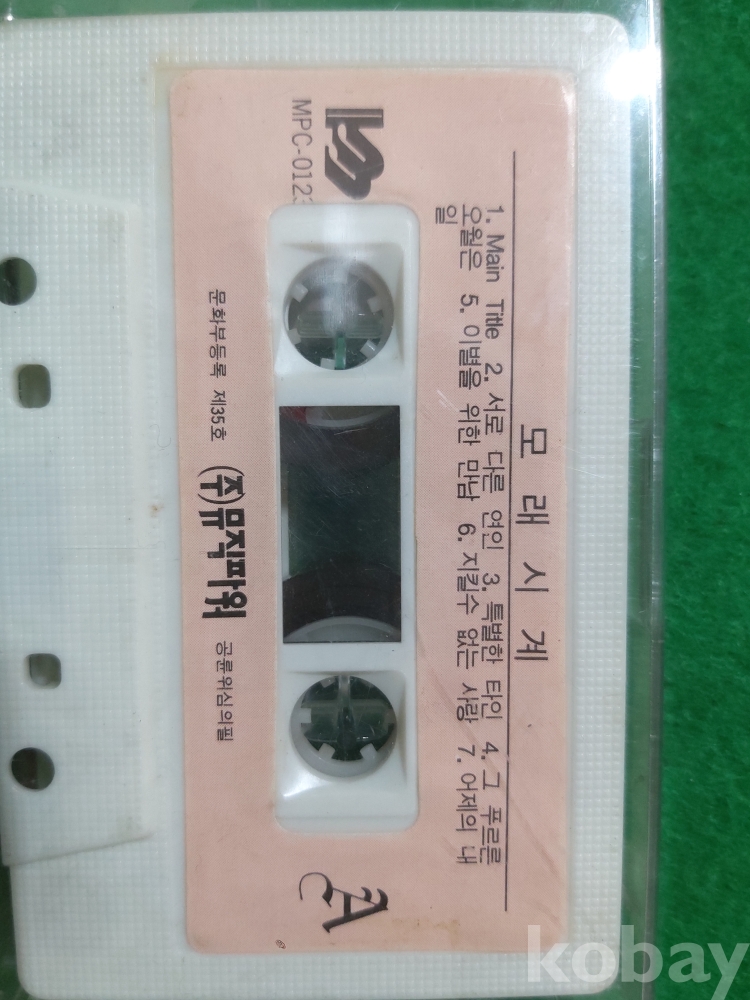 모래시계
1. Main Title 2. 서로 다른 연인 3. 특별한 타인 4. 그 푸르른
오월은 5. 이별을 위한 만남 6. 지킬수 없는 사랑 7. 어제의 내
일
MPC-0123
A
문화부등록 제35호 (주)뮤직파워 공륜위심의필
kobay